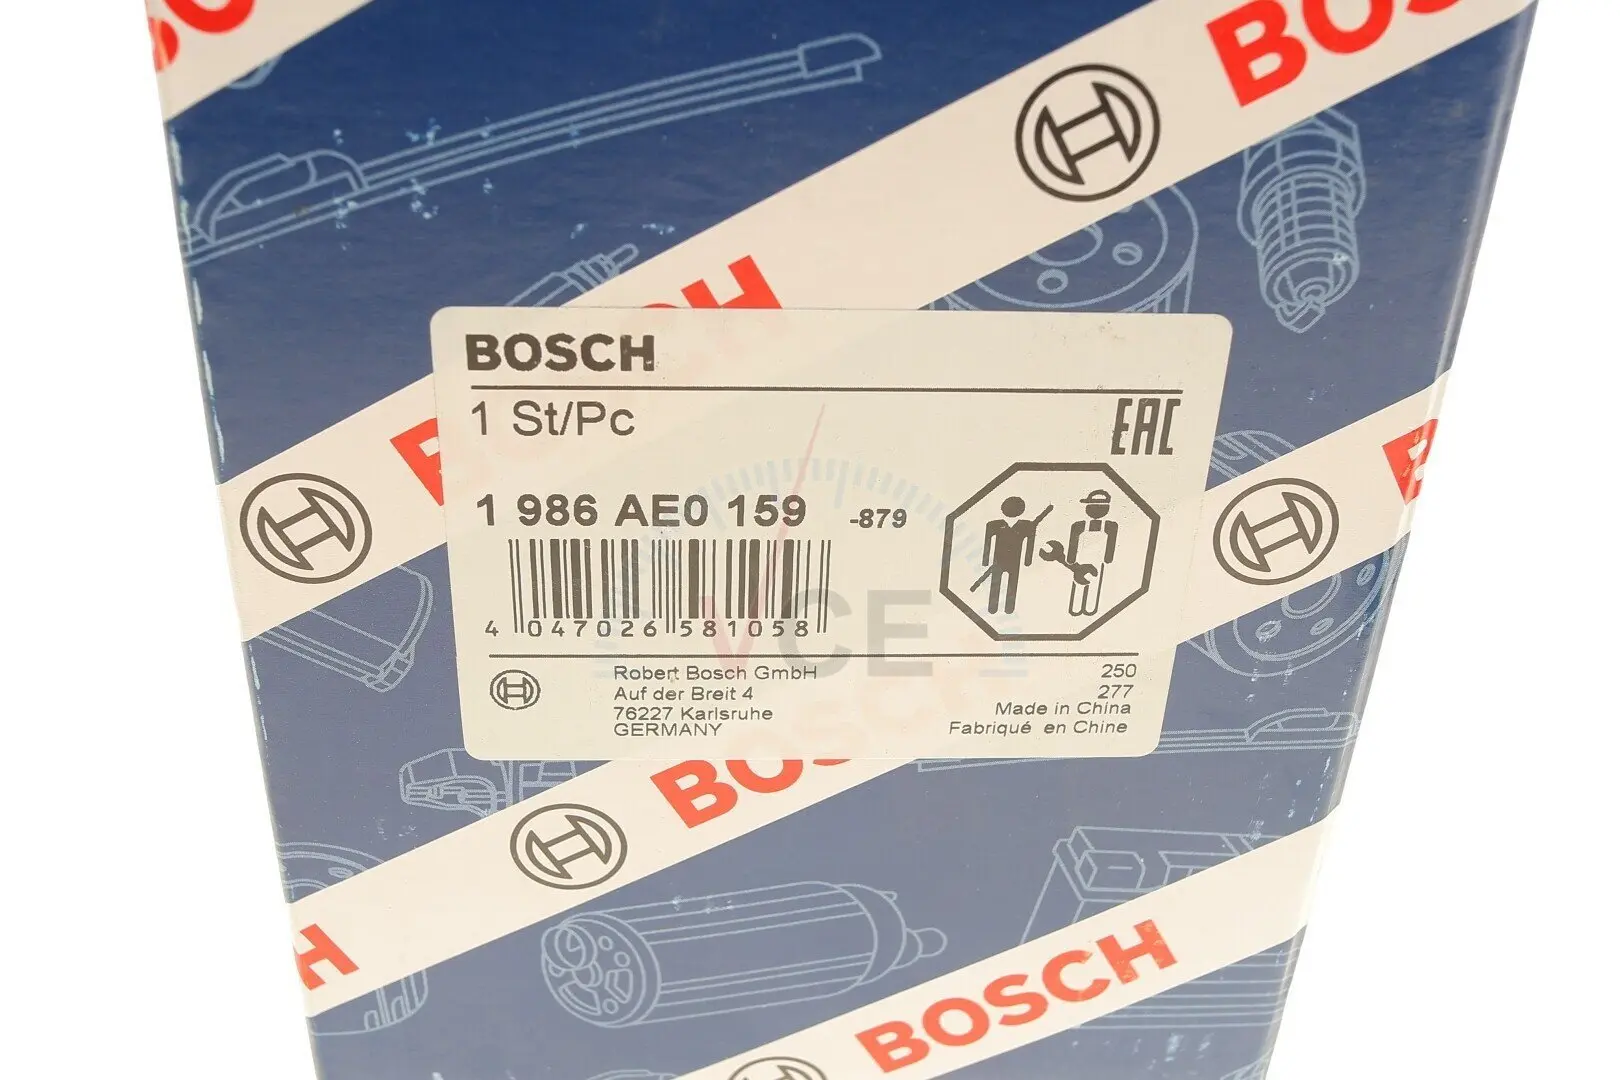 BOSCH
BOSCH
BOSCH
1 St/Pc
EAC
1 986 AE0 159 -879
4 047026 581058
VCE
Robert Bosch GmbH
Auf der Breit 4
76227 Karlsruhe
GERMANY
250
277
Made in China
Fabriqué en Chine
BOSCH
BOSCH